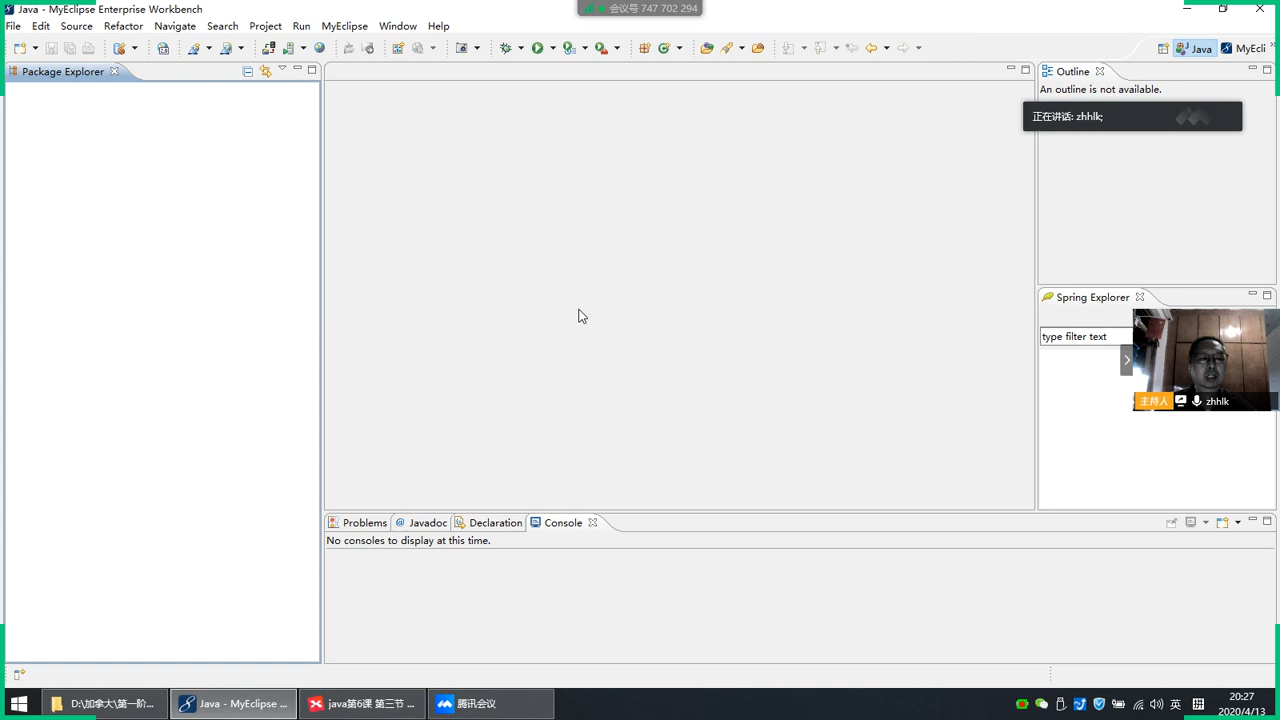 Java - MyEclipse Enterprise Workbench
会议号 747 702 294
File Edit Source Refactor Navigate Search Project Run MyEclipse Window Help
Java
MyEcli
Package Explorer
Outline
An outline is not available.
正在讲话: zhhlk;
Spring Explorer
type filter text
主持人 zhhlk
Problems @ Javadoc Declaration Console
No consoles to display at this time.
D:\加拿大\第一阶...
Java - MyEclipse ...
java第6课 第三节 ...
腾讯会议
英
拼
20:27
2020/4/13